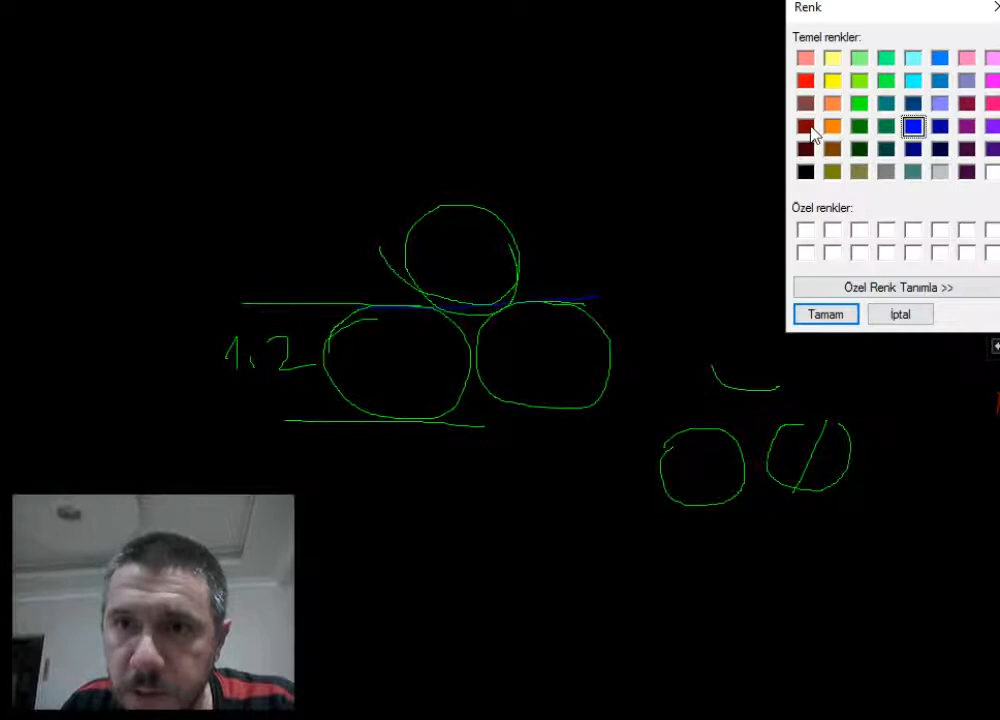 Renk
Temel renkler:
Özel renkler:
Özel Renk Tanımla >>
Tamam
İptal
1.2